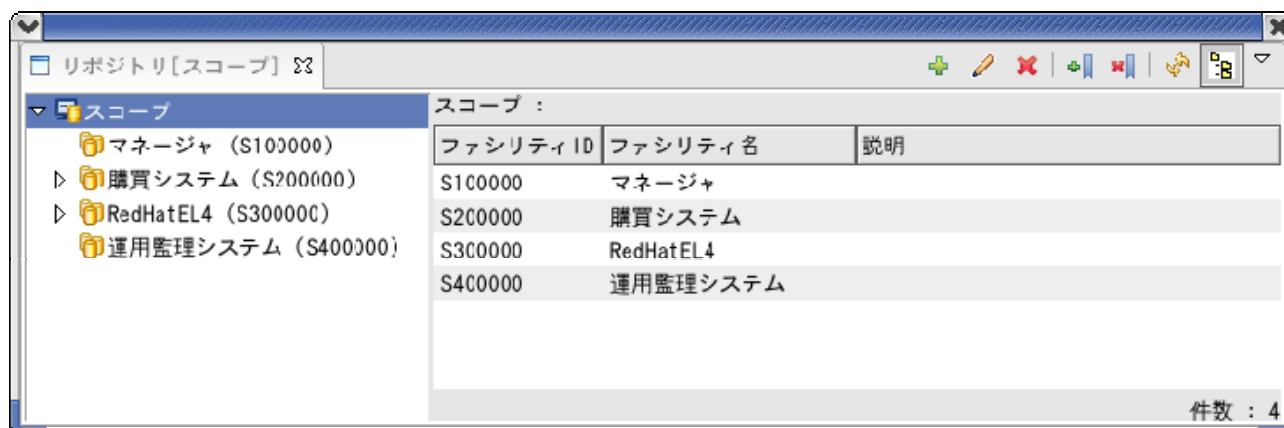 リポジトリ[スコープ]
スコープ
マネージャ (S100000)
購買システム (S200000)
RedHatEL4 (S300000)
運用監理システム (S400000)
スコープ :
ファシリティID ファシリティ名 説明
S100000 マネージャ
S200000 購買システム
S300000 RedHatEL4
S400000 運用監理システム
件数 : 4